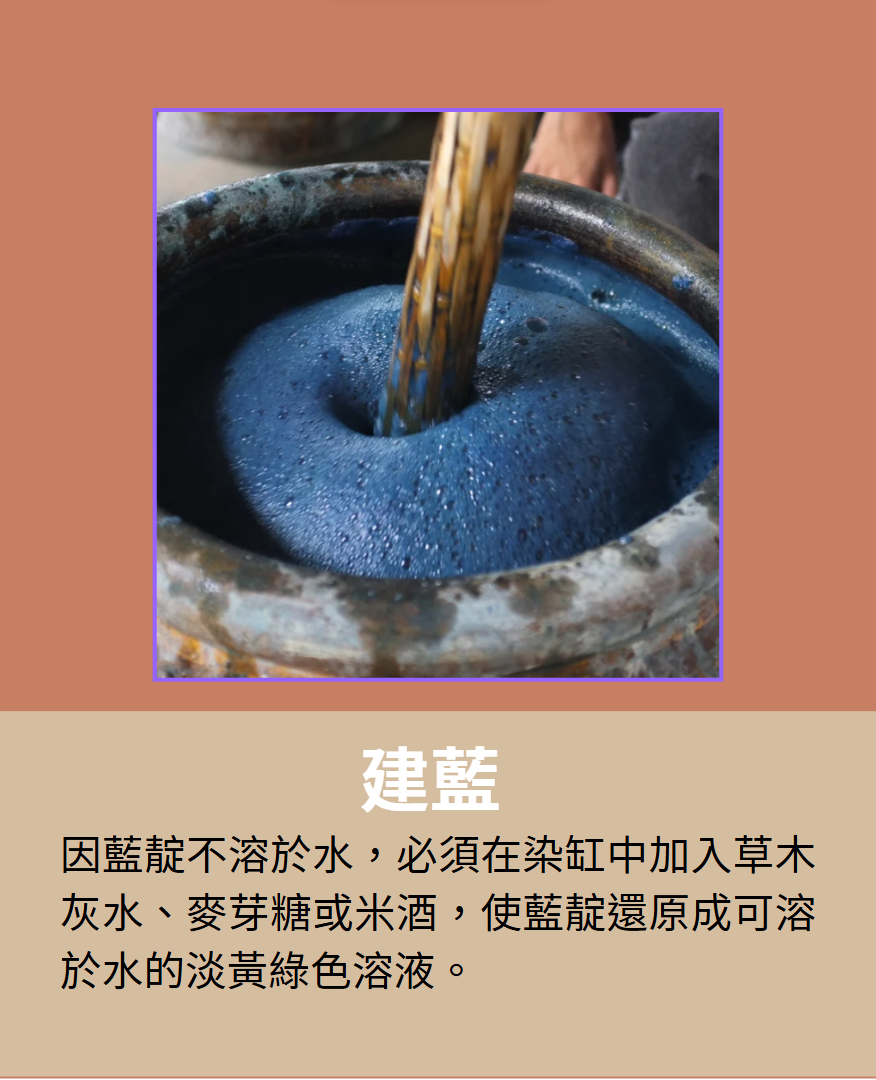 建藍
因藍靛不溶於水，必須在染缸中加入草木
灰水、麥芽糖或米酒，使藍靛還原成可溶
於水的淡黃綠色溶液。